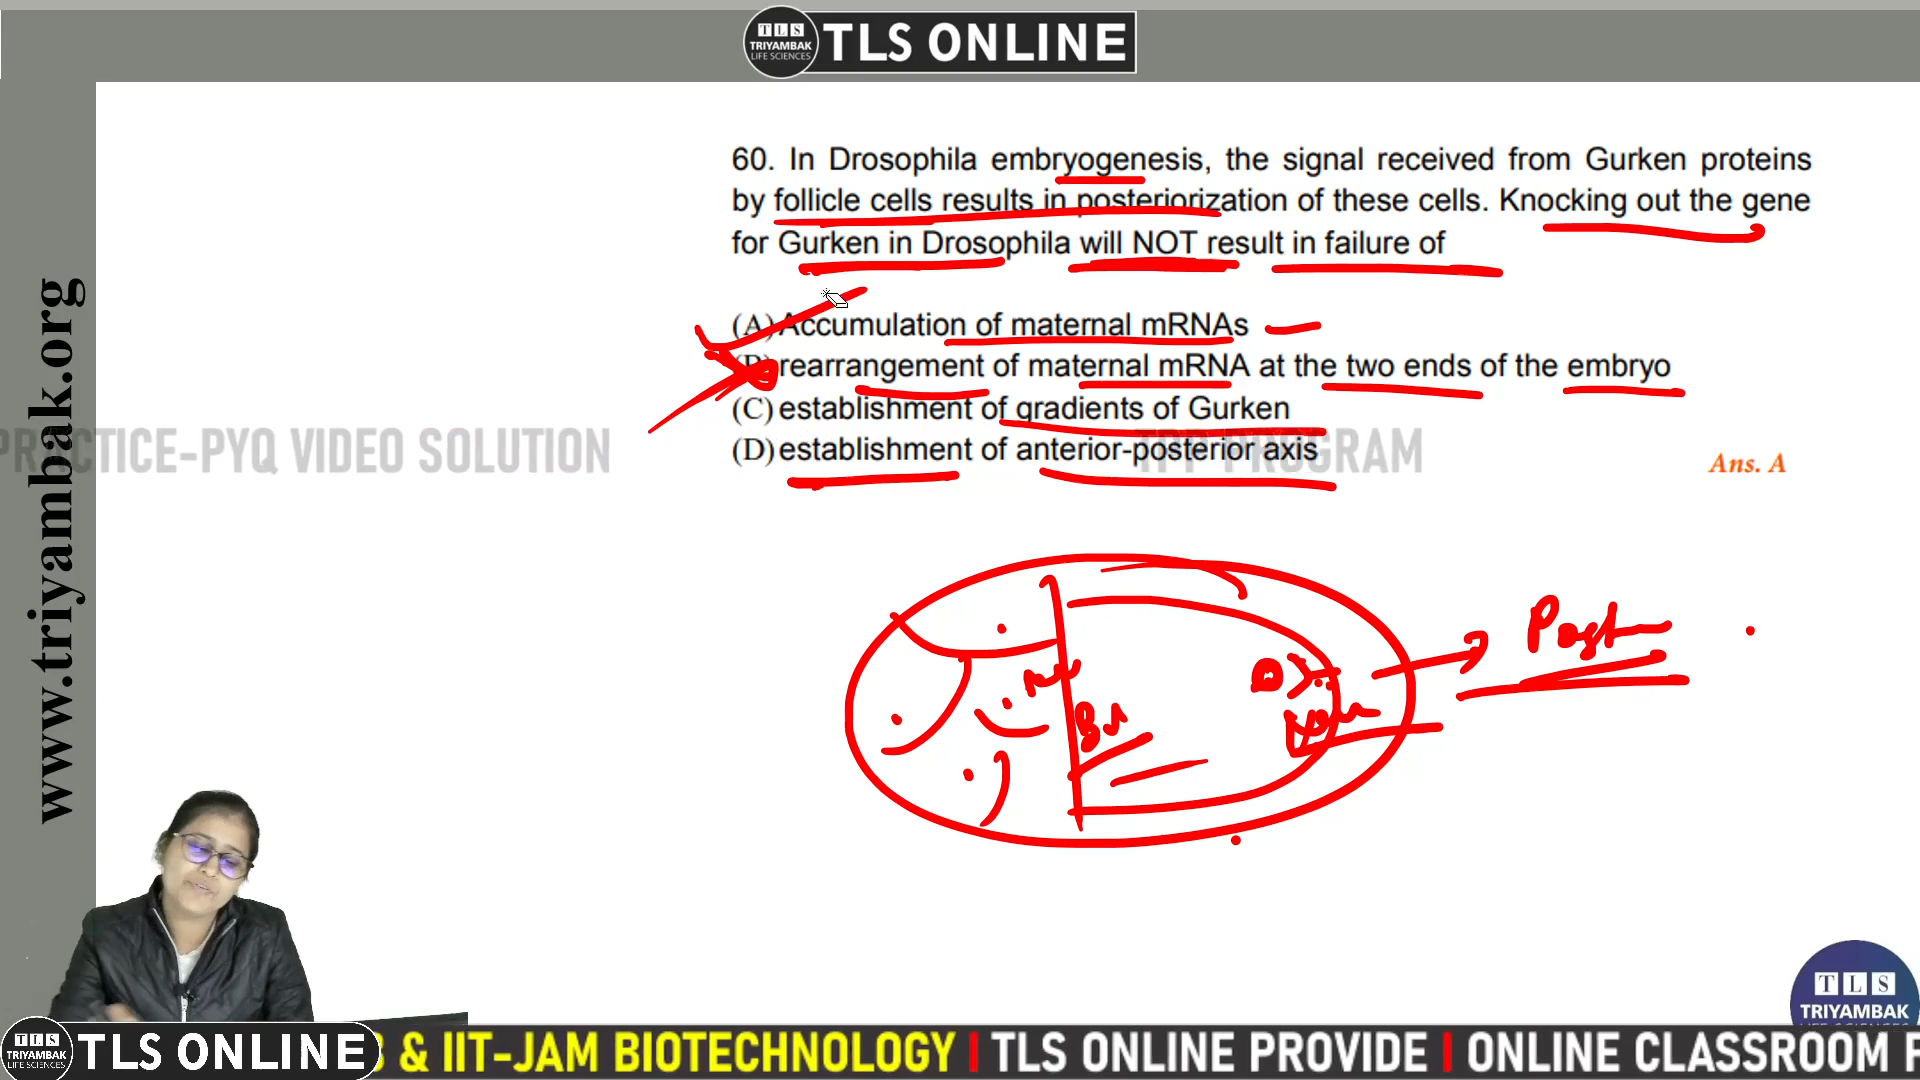 TLS
TRIYAMBAK
LIFE SCIENCES
TLS ONLINE
www.triyambak.org
60. In Drosophila embryogenesis, the signal received from Gurken proteins
by follicle cells results in posteriorization of these cells. Knocking out the gene
for Gurken in Drosophila will NOT result in failure of
(A) Accumulation of maternal mRNAs
(B) rearrangement of maternal mRNA at the two ends of the embryo
(C) establishment of gradients of Gurken
(D) establishment of anterior-posterior axis
PRACTICE-PYQ VIDEO SOLUTION
TPP PROGRAM
Ans. A
Post
TLS
TRIYAMBAK
TLS
TRIYAMBAK
LIFE SCIENCES
TLS ONLINE
& IIT-JAM BIOTECHNOLOGY | TLS ONLINE PROVIDE | ONLINE CLASSROOM